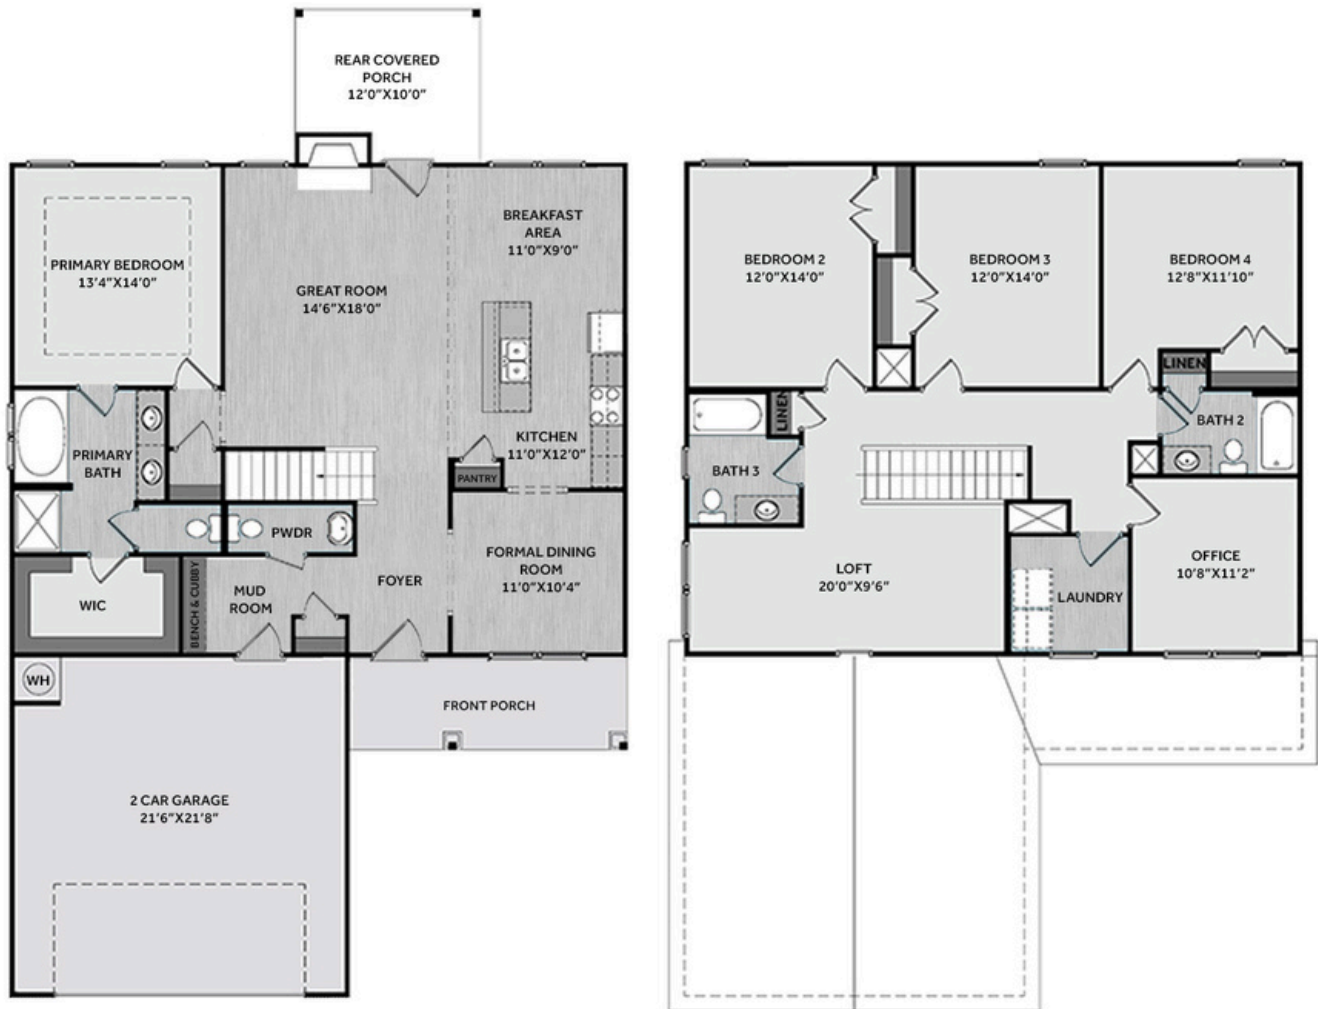 REAR COVERED
PORCH
12'0"X10'0"
PRIMARY BEDROOM
13'4"X14'0"
GREAT ROOM
14'6"X18'0"
BREAKFAST
AREA
11'0"X9'0"
KITCHEN
11'0"X12'0"
PANTRY
PRIMARY
BATH
PWDR
WIC
BENCH & CUBBY
MUD
ROOM
FOYER
FORMAL DINING
ROOM
11'0"X10'4"
WH
FRONT PORCH
2 CAR GARAGE
21'6"X21'8"
BEDROOM 2
12'0"X14'0"
BEDROOM 3
12'0"X14'0"
BEDROOM 4
12'8"X11'10"
LINEN
LINEN
BATH 2
BATH 3
LOFT
20'0"X9'6"
LAUNDRY
OFFICE
10'8"X11'2"